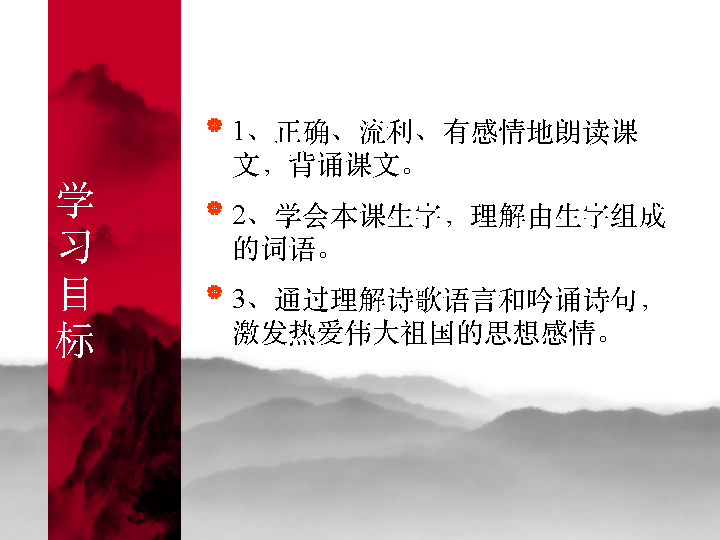 学习目标
1、正确、流利、有感情地朗读课
文，背诵课文。
2、学会本课生字，理解由生字组成
的词语。
3、通过理解诗歌语言和吟诵诗句，
激发热爱伟大祖国的思想感情。